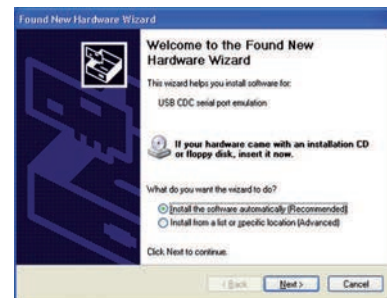 Found New Hardware Wizard
Welcome to the Found New
Hardware Wizard
This wizard helps you install software for:
USB CDC serial port emulation
If your hardware came with an installation CD
or floppy disk, insert it now.
What do you want the wizard to do?
Install the software automatically (Recommended)
Install from a list or specific location (Advanced)
Click Next to continue.
< Back Next > Cancel